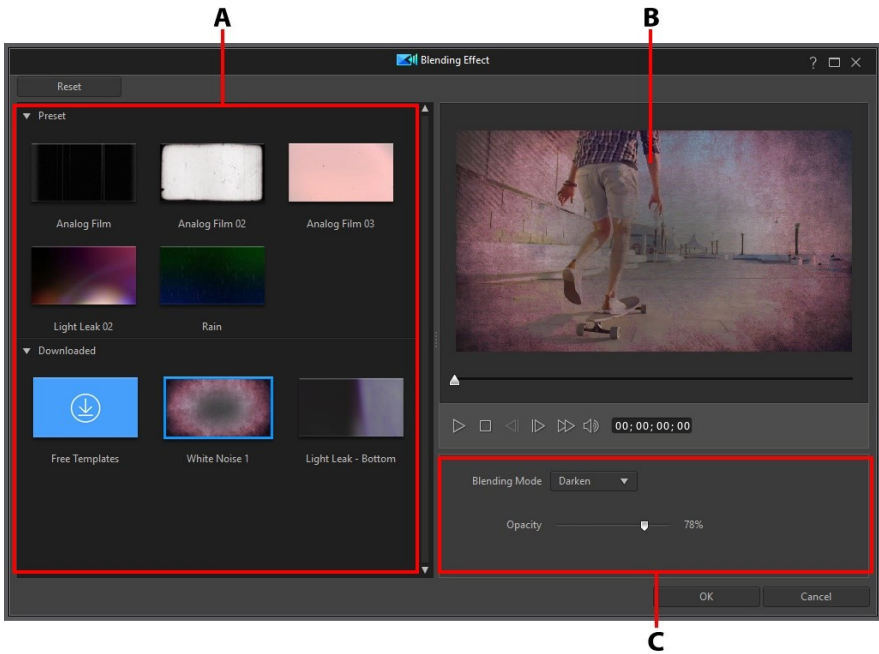 A
B
Blending Effect
?
Reset
Preset
Analog Film
Analog Film 02
Analog Film 03
Light Leak 02
Rain
Downloaded
Free Templates
White Noise 1
Light Leak - Bottom
00;00;00;00
Blending Mode Darken
Opacity 78%
OK
Cancel
C